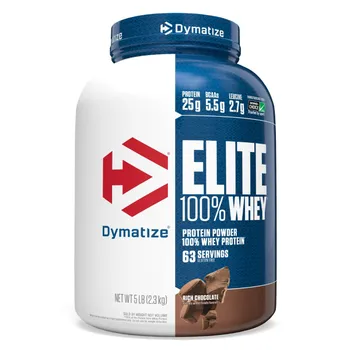 Dymatize
PROTEIN BCAAs LEUCINE
25g 5.5g 2.7g
ELITE
100% WHEY
PROTEIN POWDER
100% WHEY PROTEIN
63 SERVINGS
Dymatize®
NET WT 5 LB (2.3 kg)
RICH CHOCOLATE